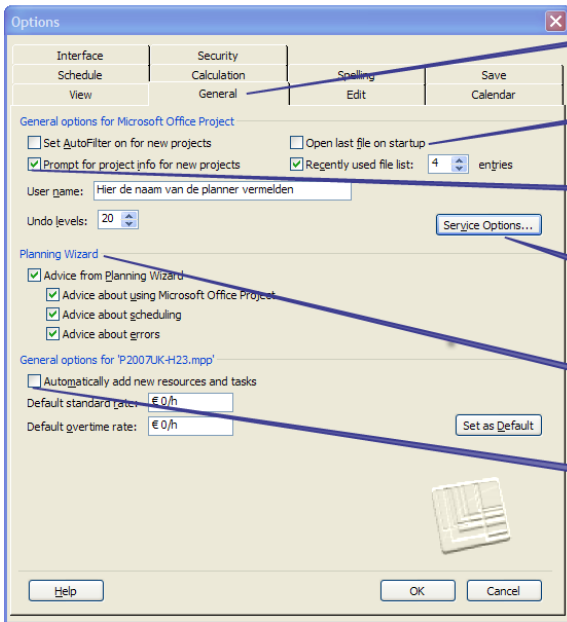 Options
Interface Security
Schedule Calculation Spelling Save
View General Edit Calendar
General options for Microsoft Office Project
Set AutoFilter on for new projects Open last file on startup
Prompt for project info for new projects Recently used file list: 4 entries
User name: Hier de naam van de planner vermelden
Undo levels: 20
Service Options...
Planning Wizard
Advice from Planning Wizard
Advice about using Microsoft Office Project
Advice about scheduling
Advice about errors
General options for 'P2007UK-H23.mpp'
Automatically add new resources and tasks
Default standard rate: € 0/h
Default overtime rate: € 0/h Set as Default
Help OK Cancel